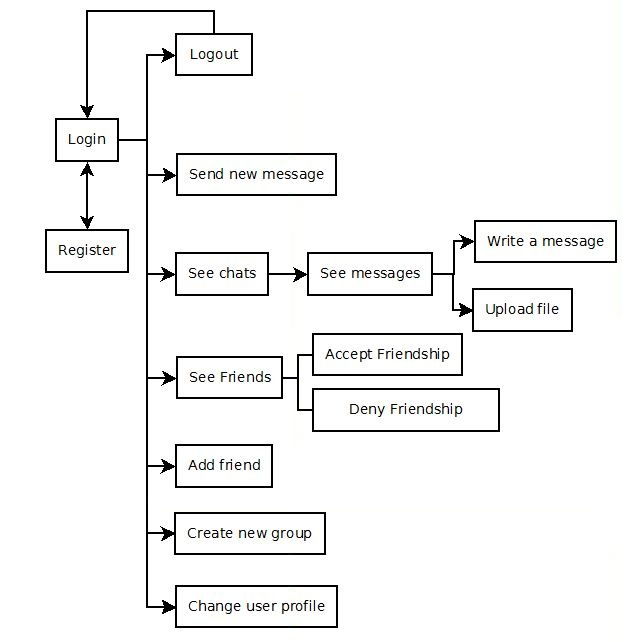 Logout
Login
Send new message
Register
Write a message
See chats
See messages
Upload file
Accept Friendship
See Friends
Deny Friendship
Add friend
Create new group
Change user profile